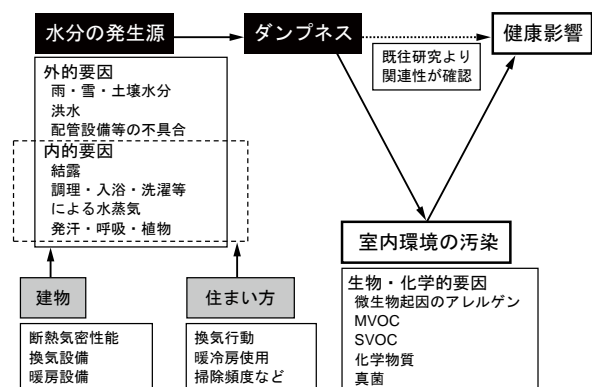 水分の発生源
ダンプネス
健康影響
既往研究より
関連性が確認
外的要因
雨・雪・土壌水分
洪水
配管設備等の不具合
内的要因
結露
調理・入浴・洗濯等
による水蒸気
発汗・呼吸・植物
室内環境の汚染
建物
住まい方
断熱気密性能
換気設備
暖房設備
換気行動
暖冷房使用
掃除頻度など
生物・化学的要因
微生物起因のアレルゲン
MVOC
SVOC
化学物質
真菌